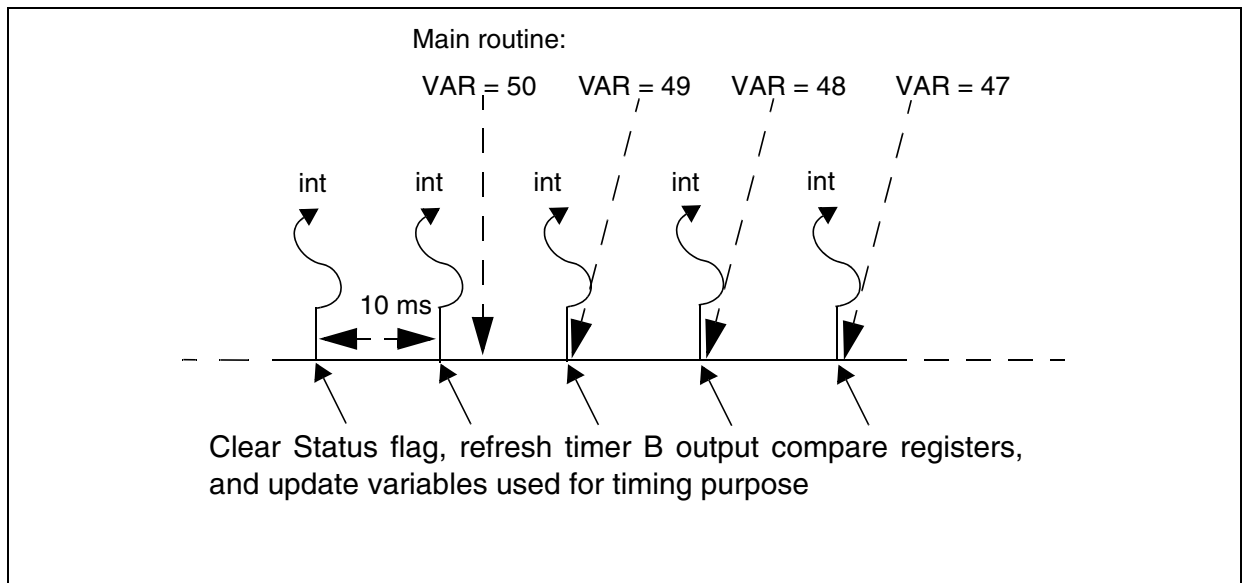 Main routine:
VAR = 50 VAR = 49 VAR = 48 VAR = 47
int int int int int
10 ms
Clear Status flag, refresh timer B output compare registers,
and update variables used for timing purpose